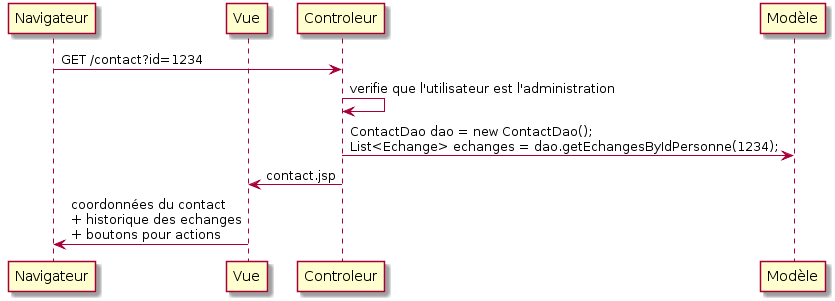 Navigateur
Vue
Controleur
Modèle
GET /contact?id=1234
verifie que l'utilisateur est l'administration
ContactDao dao = new ContactDao();
List<Echange> echanges = dao.getEchangesByIdPersonne(1234);
contact.jsp
coordonnées du contact
+ historique des echanges
+ boutons pour actions
Navigateur
Vue
Controleur
Modèle